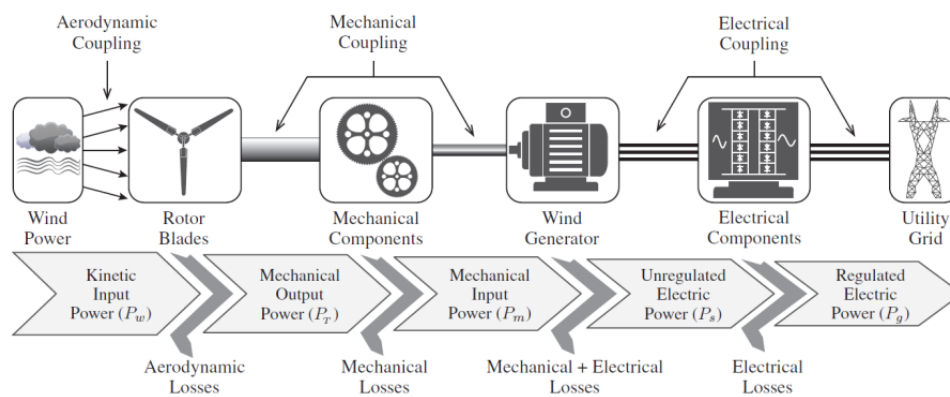 Aerodynamic
Coupling
Mechanical
Coupling
Electrical
Coupling
Wind
Power
Rotor
Blades
Mechanical
Components
Wind
Generator
Electrical
Components
Utility
Grid
Kinetic
Input
Power (P_w)
Mechanical
Output
Power (P_T)
Mechanical
Input
Power (P_m)
Unregulated
Electric
Power (P_s)
Regulated
Electric
Power (P_g)
Aerodynamic
Losses
Mechanical
Losses
Mechanical + Electrical
Losses
Electrical
Losses